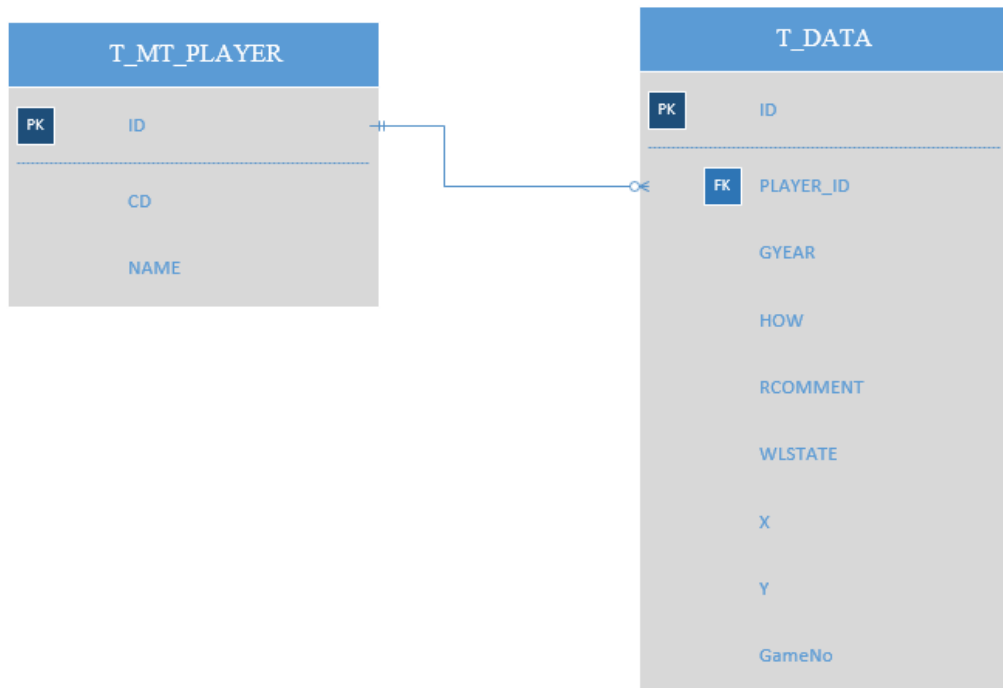 T_MT_PLAYER
PK ID
CD
NAME
T_DATA
PK ID
FK PLAYER_ID
GYEAR
HOW
RCOMMENT
WLSTATE
X
Y
GameNo